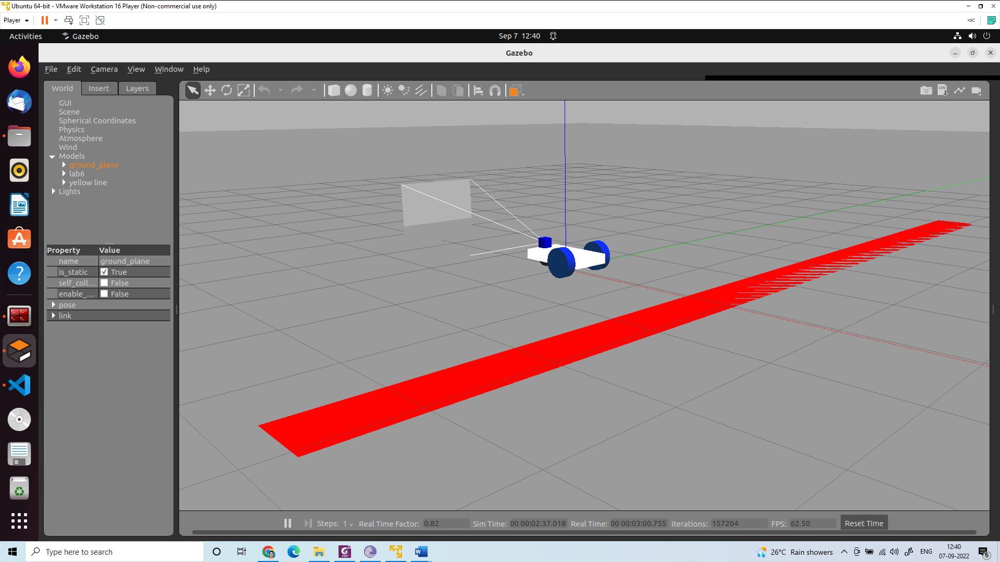 Ubuntu 64-bit - VMware Workstation 16 Player (Non-commercial use only)
Player
Activities
Gazebo
Sep 7 12:40
Gazebo
File Edit Camera View Window Help
World Insert Layers
GUI
Scene
Spherical Coordinates
Physics
Atmosphere
Wind
Models
ground_plane
lab6
yellow line
Lights
LOG
Property Value
name ground_plane
is_static True
self_coll... False
enable_... False
pose
link
Steps: 1 Real Time Factor: 0.82 Sim Time: 00 00:02:37.018 Real Time: 00 00:03:00.755 Iterations: 157204 FPS: 62.50 Reset Time
Type here to search
26°C Rain showers
ENG
12:40
07-09-2022
6